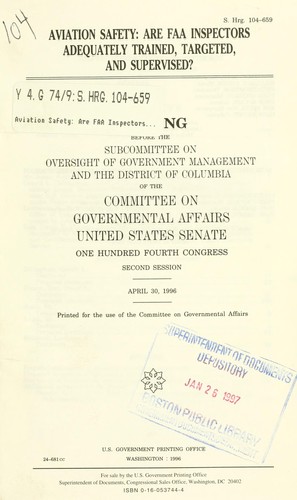 104
S. Hrg. 104-659
AVIATION SAFETY: ARE FAA INSPECTORS
ADEQUATELY TRAINED, TARGETED,
AND SUPERVISED?
Y 4. G 74/9: S. HRG. 104-659
Aviation Safety: Are FAA Inspectors...
NG
BEFORE THE
SUBCOMMITTEE ON
OVERSIGHT OF GOVERNMENT MANAGEMENT
AND THE DISTRICT OF COLUMBIA
OF THE
COMMITTEE ON
GOVERNMENTAL AFFAIRS
UNITED STATES SENATE
ONE HUNDRED FOURTH CONGRESS
SECOND SESSION
APRIL 30, 1996
Printed for the use of the Committee on Governmental Affairs
SUPERINTENDENT OF DOCUMENTS
DEPOSITORY
JAN 26 1997
BOSTON PUBLIC LIBRARY
U.S. GOVERNMENT PRINTING OFFICE
24-681 CC
WASHINGTON : 1996
For sale by the U.S. Government Printing Office
Superintendent of Documents, Congressional Sales Office, Washington, DC 20402
ISBN 0-16-053744-4